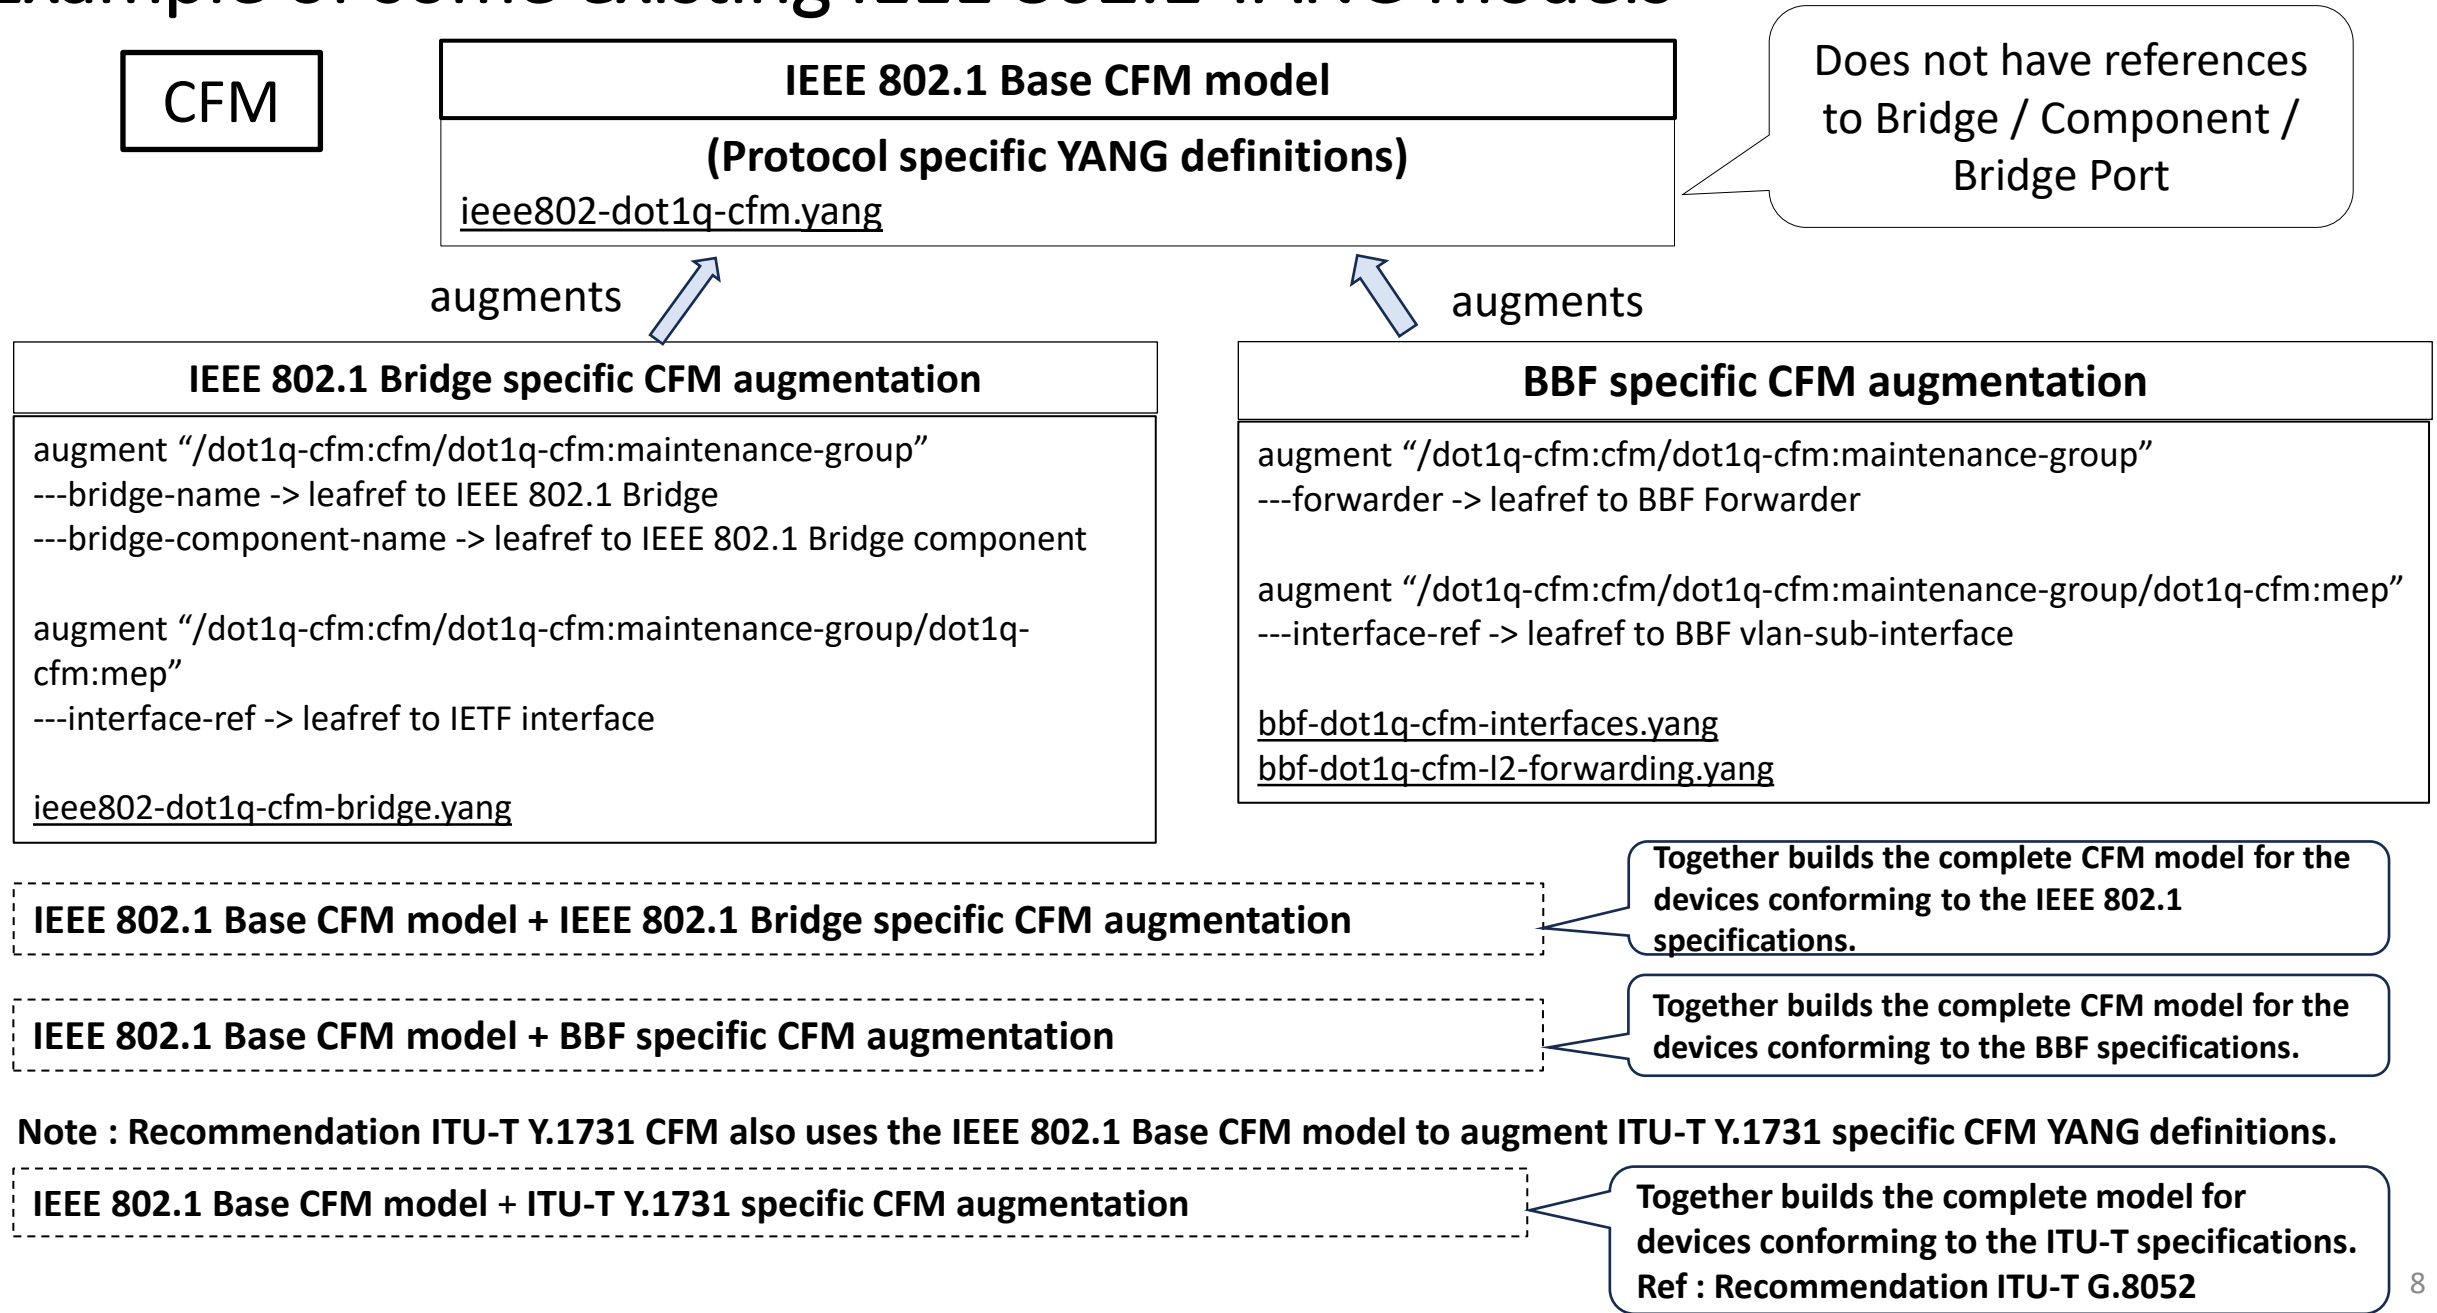 Example of some existing IEEE 802.1 YANG models
CFM
IEEE 802.1 Base CFM model
(Protocol specific YANG definitions)
ieee802-dot1q-cfm.yang
Does not have references
to Bridge / Component /
Bridge Port
augments
augments
IEEE 802.1 Bridge specific CFM augmentation
augment “/dot1q-cfm:cfm/dot1q-cfm:maintenance-group”
---bridge-name -> leafref to IEEE 802.1 Bridge
---bridge-component-name -> leafref to IEEE 802.1 Bridge component
augment “/dot1q-cfm:cfm/dot1q-cfm:maintenance-group/dot1q-
cfm:mep”
---interface-ref -> leafref to IETF interface
ieee802-dot1q-cfm-bridge.yang
BBF specific CFM augmentation
augment “/dot1q-cfm:cfm/dot1q-cfm:maintenance-group”
---forwarder -> leafref to BBF Forwarder
augment “/dot1q-cfm:cfm/dot1q-cfm:maintenance-group/dot1q-cfm:mep”
---interface-ref -> leafref to BBF vlan-sub-interface
bbf-dot1q-cfm-interfaces.yang
bbf-dot1q-cfm-l2-forwarding.yang
IEEE 802.1 Base CFM model + IEEE 802.1 Bridge specific CFM augmentation
Together builds the complete CFM model for the
devices conforming to the IEEE 802.1
specifications.
IEEE 802.1 Base CFM model + BBF specific CFM augmentation
Together builds the complete CFM model for the
devices conforming to the BBF specifications.
Note : Recommendation ITU-T Y.1731 CFM also uses the IEEE 802.1 Base CFM model to augment ITU-T Y.1731 specific CFM YANG definitions.
IEEE 802.1 Base CFM model + ITU-T Y.1731 specific CFM augmentation
Together builds the complete model for
devices conforming to the ITU-T specifications.
Ref : Recommendation ITU-T G.8052
8